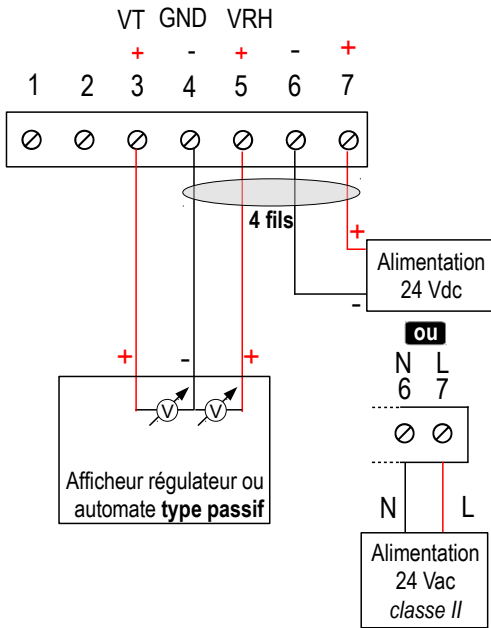 VT GND VRH
+ - + - +
1 2 3 4 5 6 7
4 fils
+
Alimentation
24 Vdc
-
ou
N L
6 7
+ - +
V V
Afficheur régulateur ou
automate type passif
N L
Alimentation
24 Vac
classe II